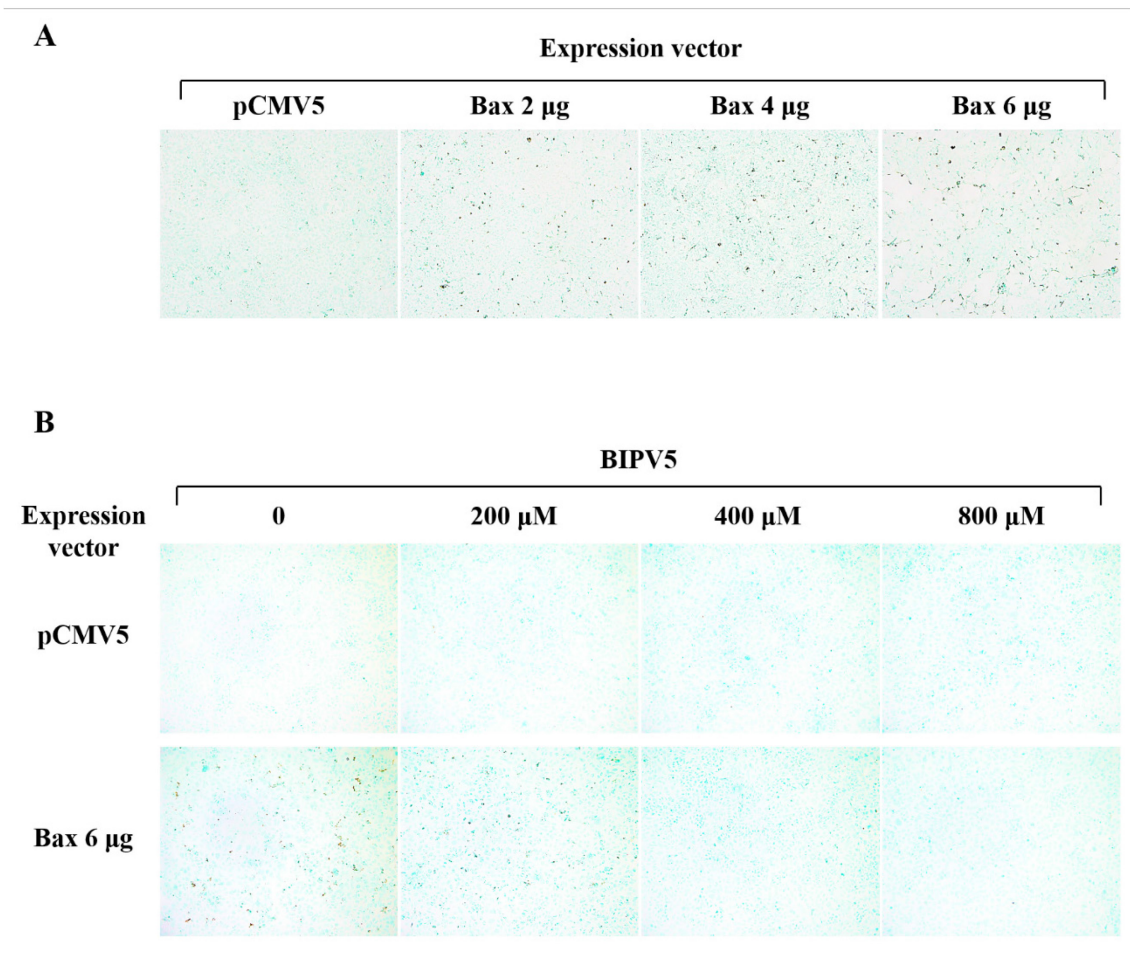 A
Expression vector
pCMV5 Bax 2 μg Bax 4 μg Bax 6 μg
B
BIPV5
Expression vector
0 200 μM 400 μM 800 μM
pCMV5
Bax 6 μg